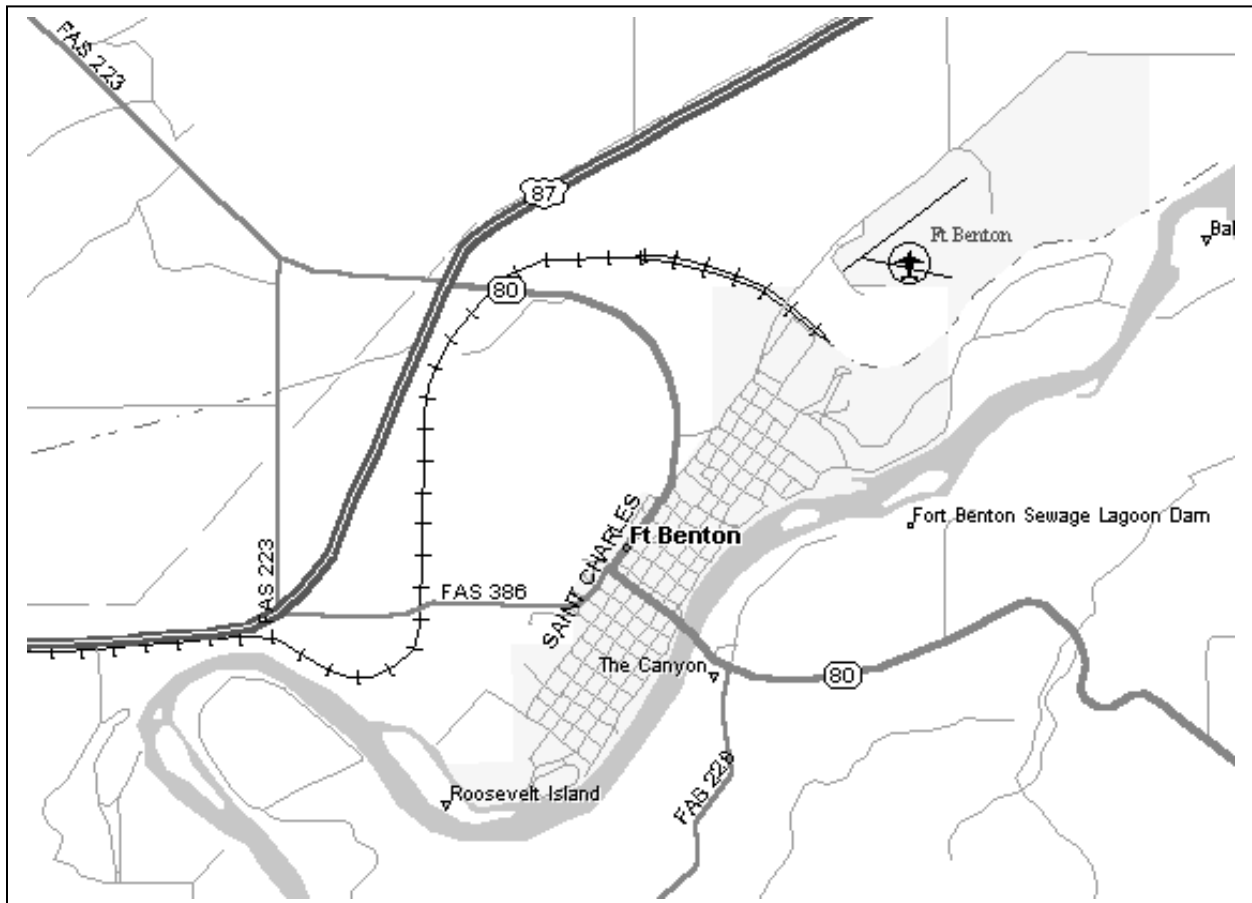 FAS 223
87
Ft Benton
Bal
80
Fort Benton Sewage Lagoon Dam
SAINT CHARLES
Ft Benton
FAS 223
FAS 386
The Canyon
80
FAS 228
Roosevelt Island